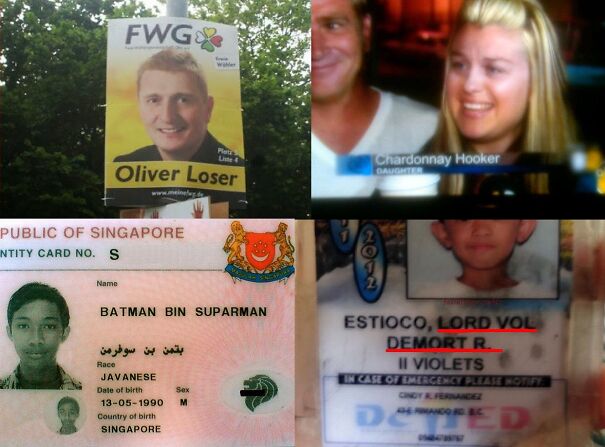 FWG
Freie
Wähler
Platz 5
Liste 4
Oliver Loser
www.meinefwg.de
Chardonnay Hooker
DAUGHTER
PUBLIC OF SINGAPORE
NTITY CARD NO. S
Name
BATMAN BIN SUPARMAN
بتمن بن سوفرمن
Race
JAVANESE
Date of birth
Sex
13-05-1990
M
Country of birth
SINGAPORE
2012
ESTIOCO, LORD VOL
DEMORT R.
II VIOLETS
IN CASE OF EMERGENCY PLEASE NOTIFY:
CINDY R. FERNANDEZ